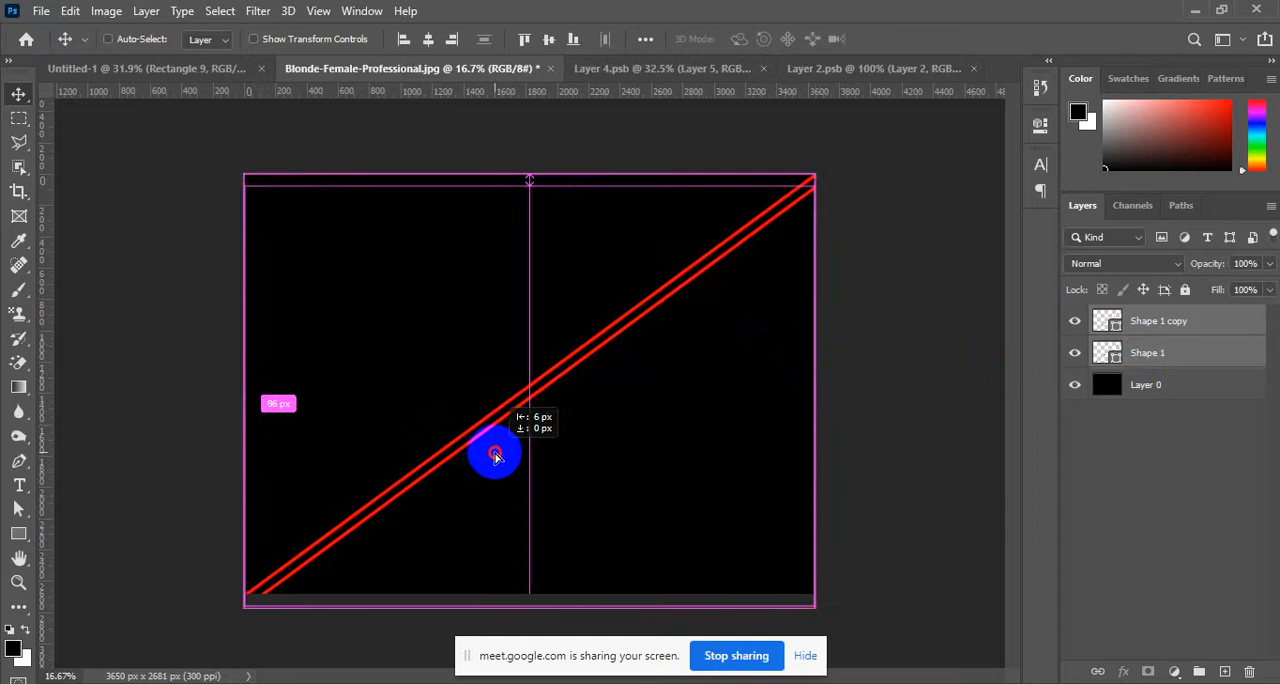 Ps File Edit Image Layer Type Select Filter 3D View Window Help
Auto-Select: Layer Show Transform Controls 3D Mode:
Untitled-1 @ 31.9% (Rectangle 9, RGB/... × Blonde-Female-Professional.jpg @ 16.7% (RGB/8#) * × Layer 4.psb @ 32.5% (Layer 5, RGB... × Layer 2.psb @ 100% (Layer 2, RGB... ×
1200 1000 800 600 400 200 0 200 400 600 800 1000 1200 1400 1600 1800 2000 2200 2400 2600 2800 3000 3200 3400 3600 3800 4000 4200 4400 4600
Color Swatches Gradients Patterns
Layers Channels Paths
Kind
Normal Opacity: 100%
Lock: Fill: 100%
Shape 1 copy
Shape 1
Layer 0
96 px
6 px
0 px
meet.google.com is sharing your screen. Stop sharing Hide
16.67% 3650 px x 2681 px (300 ppi)